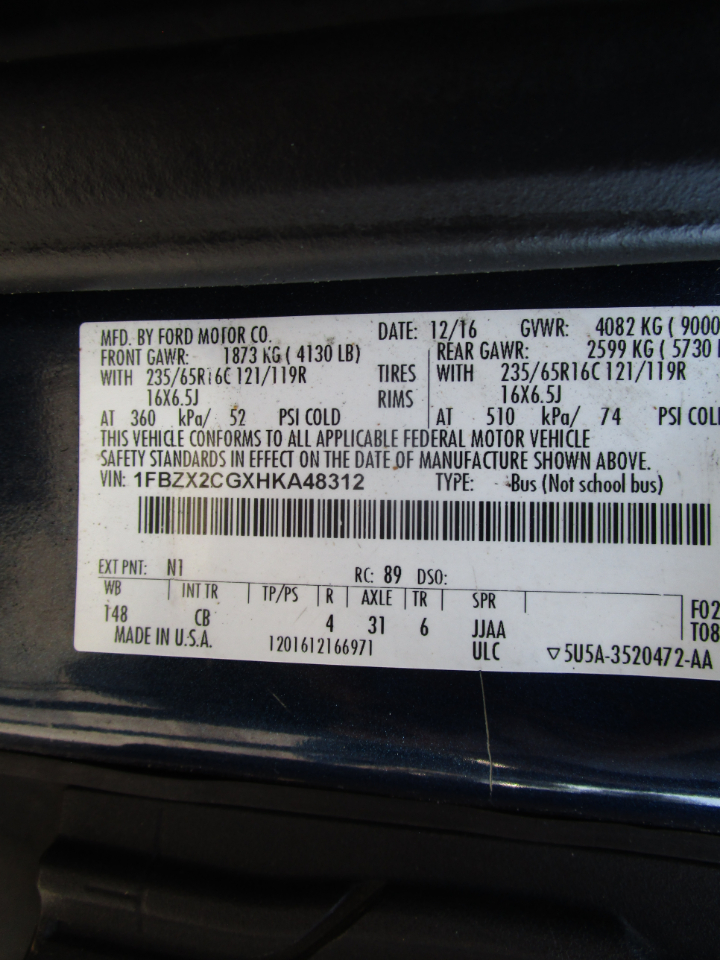 MFD. BY FORD MOTOR CO. DATE: 12/16 GVWR: 4082 KG ( 9000
FRONT GAWR: 1873 KG ( 4130 LB) REAR GAWR: 2599 KG ( 5730
WITH 235/65R16C 121/119R TIRES WITH 235/65R16C 121/119R
16X6.5J RIMS 16X6.5J
AT 360 kPa/ 52 PSI COLD AT 510 kPa/ 74 PSI COL
THIS VEHICLE CONFORMS TO ALL APPLICABLE FEDERAL MOTOR VEHICLE
SAFETY STANDARDS IN EFFECT ON THE DATE OF MANUFACTURE SHOWN ABOVE.
VIN: 1FBZX2CGXHKA48312 TYPE: Bus (Not school bus)
EXT PNT: N1 RC: 89 DSO:
WB INT TR TP/PS R AXLE TR SPR
148 CB 4 31 6 JJAA F02
MADE IN U.S.A. 1201612166971 ULC T08
▽5U5A-3520472-AA